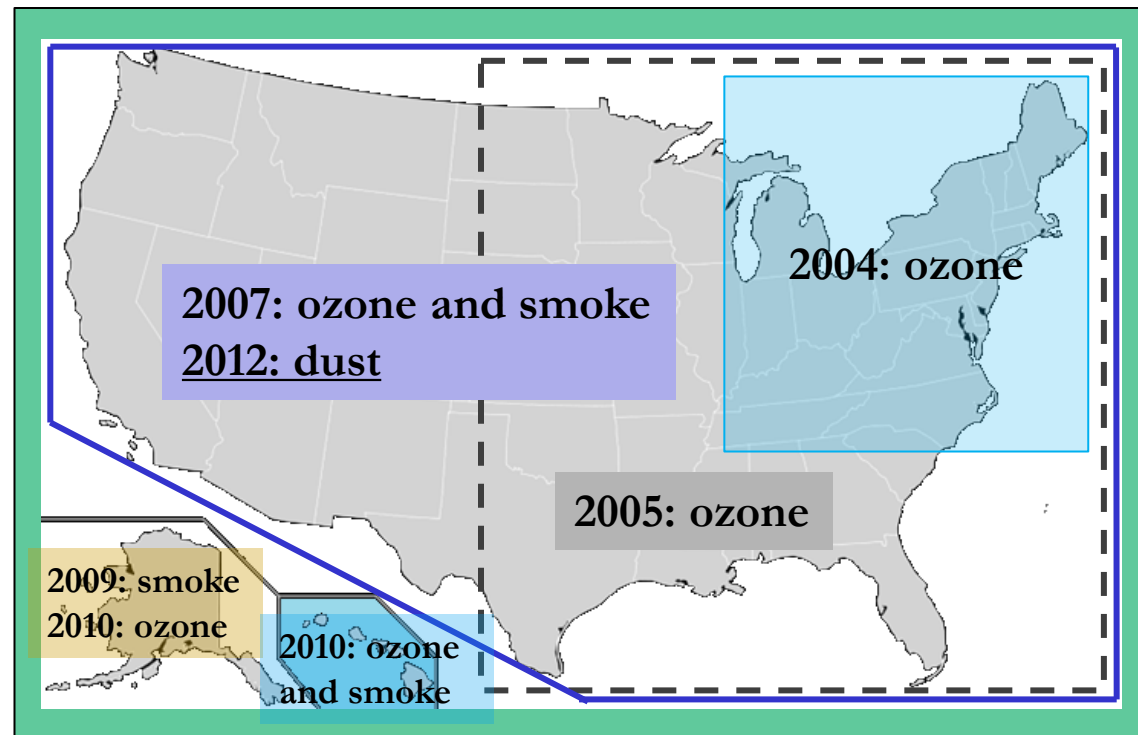 2004: ozone
2007: ozone and smoke
2012: dust
2005: ozone
2009: smoke
2010: ozone
2010: ozone
and smoke